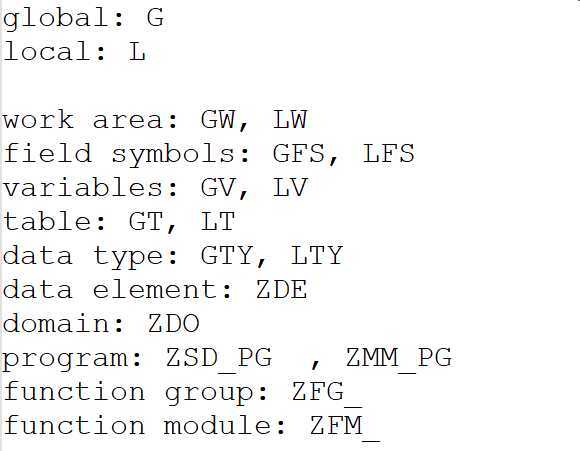 global: G
local: L
work area: GW, LW
field symbols: GFS, LFS
variables: GV, LV
table: GT, LT
data type: GTY, LTY
data element: ZDE
domain: ZDO
program: ZSD_PG , ZMM_PG
function group: ZFG_
function module: ZFM_